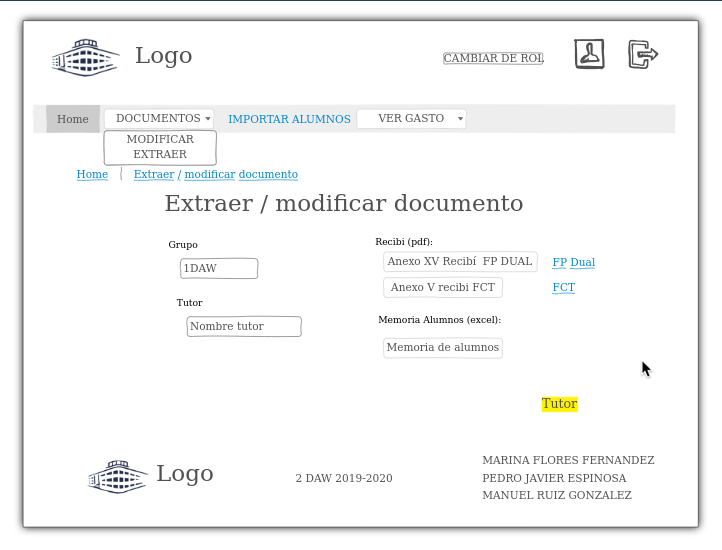 Logo
CAMBIAR DE ROL
Home
DOCUMENTOS
IMPORTAR ALUMNOS
VER GASTO
MODIFICAR
EXTRAER
Home
Extraer / modificar documento
Extraer / modificar documento
Grupo
1DAW
Tutor
Nombre tutor
Recibi (pdf):
Anexo XV Recibí FP DUAL
FP Dual
Anexo V recibi FCT
FCT
Memoria Alumnos (excel):
Memoria de alumnos
Tutor
Logo
2 DAW 2019-2020
MARINA FLORES FERNANDEZ
PEDRO JAVIER ESPINOSA
MANUEL RUIZ GONZALEZ